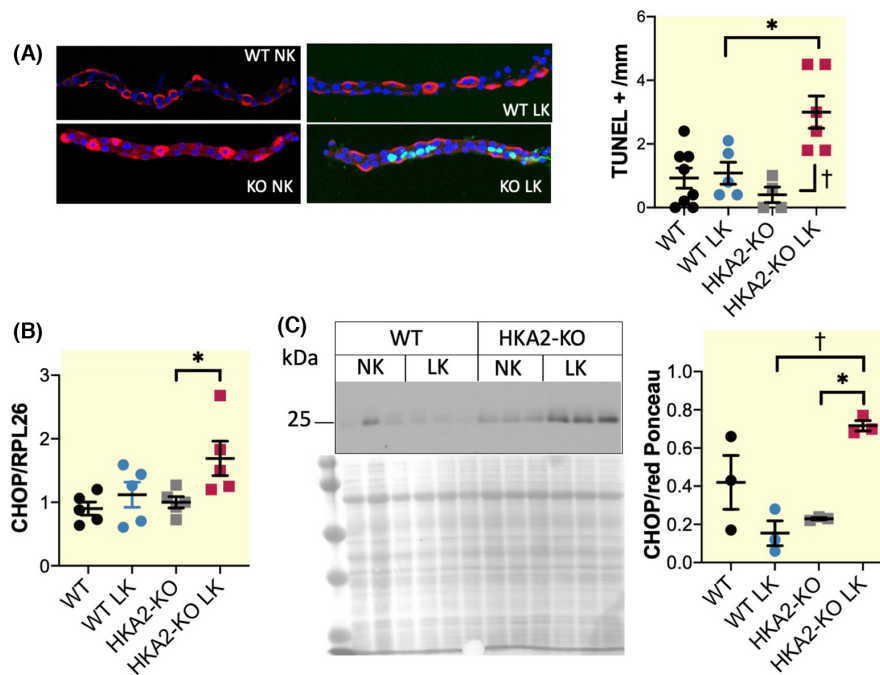 (A)
WT NK
WT LK
KO NK
KO LK
TUNEL + /mm
6
4
2
0
*
†
WT
WT LK
HKA2-KO
HKA2-KO LK
(B)
CHOP/RPL26
3
2
1
0
*
WT
WT LK
HKA2-KO
HKA2-KO LK
(C)
WT HKA2-KO
kDa
NK LK NK LK
25
CHOP/red Ponceau
1.0
0.8
0.6
0.4
0.2
0.0
†
*
WT
WT LK
HKA2-KO
HKA2-KO LK